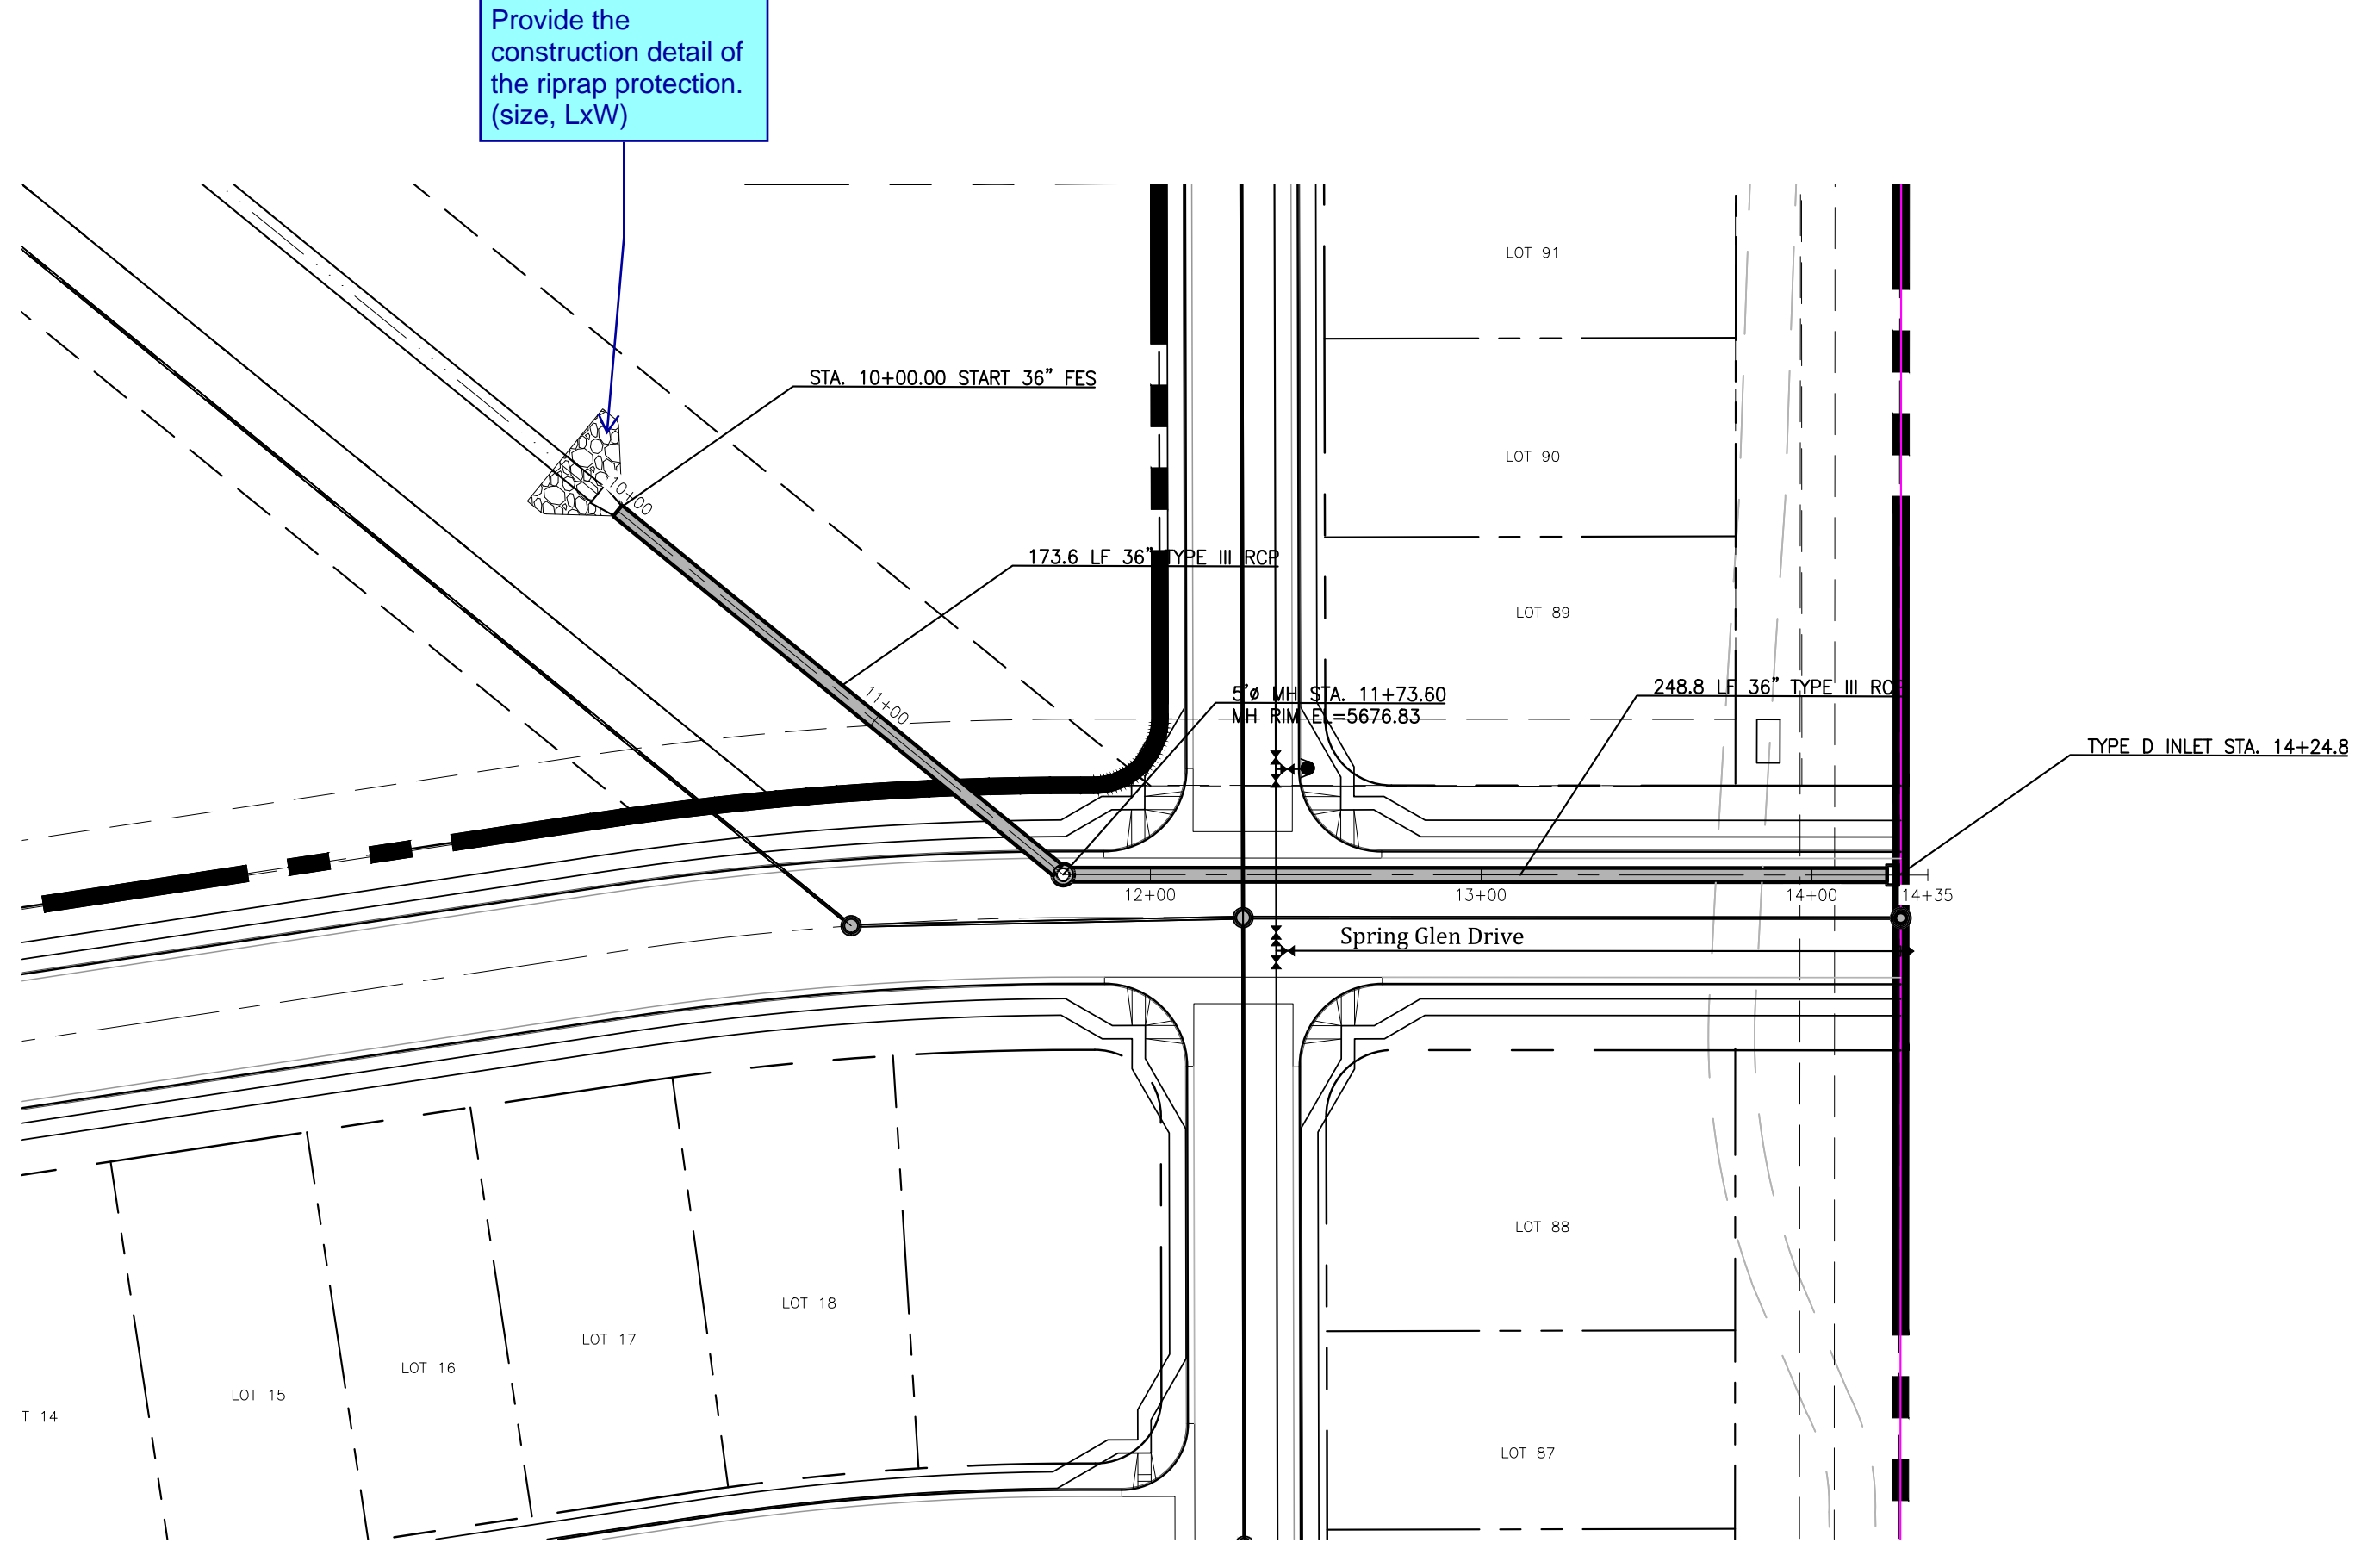 Provide the
construction detail of
the riprap protection.
(size, LxW)
LOT 91
STA. 10+00.00 START 36" FES
LOT 90
10+00
173.6 LF 36" TYPE III RCP
LOT 89
11+00
5'ø MH STA. 11+73.60
MH RIM EL=5676.83
248.8 LF 36" TYPE III RC
TYPE D INLET STA. 14+24.8
12+00
13+00
14+00
14+35
Spring Glen Drive
LOT 88
LOT 18
LOT 17
LOT 16
LOT 15
T 14
LOT 87